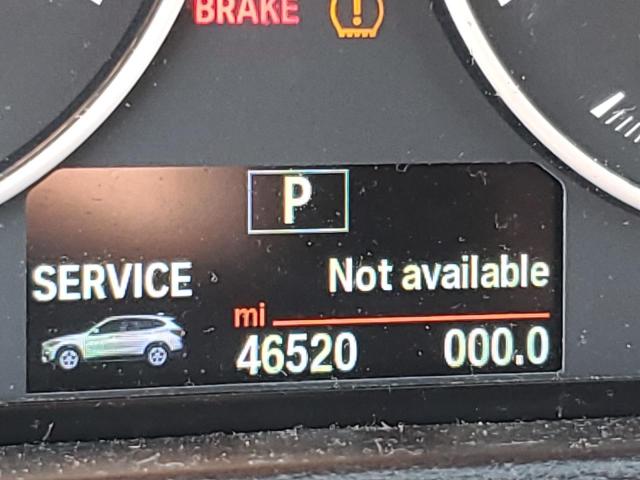 BRAKE
P
SERVICE
Not available
mi
46520
000.0